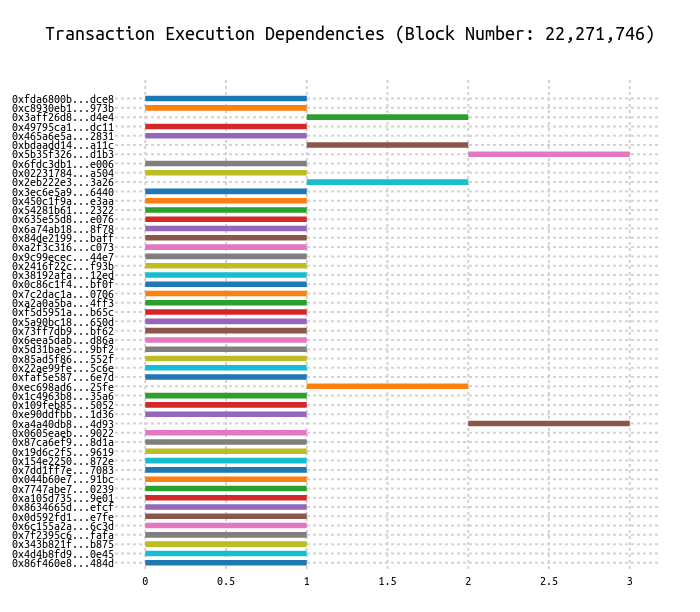 Transaction Execution Dependencies (Block Number: 22,271,746)
0xfda6800b...dce8
0xc8930eb1...973b
0x3aff26d8...d4e4
0x49795ca1...dc11
0x465a6e5a...2831
0xbdaadd14...a11c
0x5b35f326...d1b3
0x6fdc3db1...e006
0x02231784...a504
0x2eb222e3...3a26
0x3ec6e5a9...6440
0x450c1f9a...e3aa
0x54281b61...2322
0x635e55d8...e076
0x6a74ab18...8f78
0x84de2199...baff
0xa2f3c316...c073
0x9c99ecec...44e7
0x2416f22c...f93b
0x38192afa...12ed
0x0c86c1f4...bf0f
0x7c2dac1a...0706
0xa2a0a5ba...4ff3
0xf5d5951a...b65c
0x5a90bc18...650d
0x73ff7db9...bf62
0x6eea5dab...d86a
0x5d31bae5...9bf2
0x85ad5f86...552f
0x22ae99fe...5c6e
0xfaf5e587...6e7d
0xec698ad6...25fe
0x1c4963b8...35a6
0x109feb85...5052
0xe90ddfbb...1d36
0xa4a40db8...4d93
0x0605eaeb...9022
0x87ca6ef9...8d1a
0x19d6c2f5...9619
0x154e2250...872e
0x7dd1ff7e...7083
0x044b60e7...91bc
0x7747abe7...0239
0xa105d735...9e01
0x8634665d...efcf
0x0d592fd1...e7fe
0x6c155a2a...6c3d
0x7f2395c6...fafa
0x343b821f...b875
0x4d4b8fd9...0e45
0x86f460e8...484d
0 0.5 1 1.5 2 2.5 3